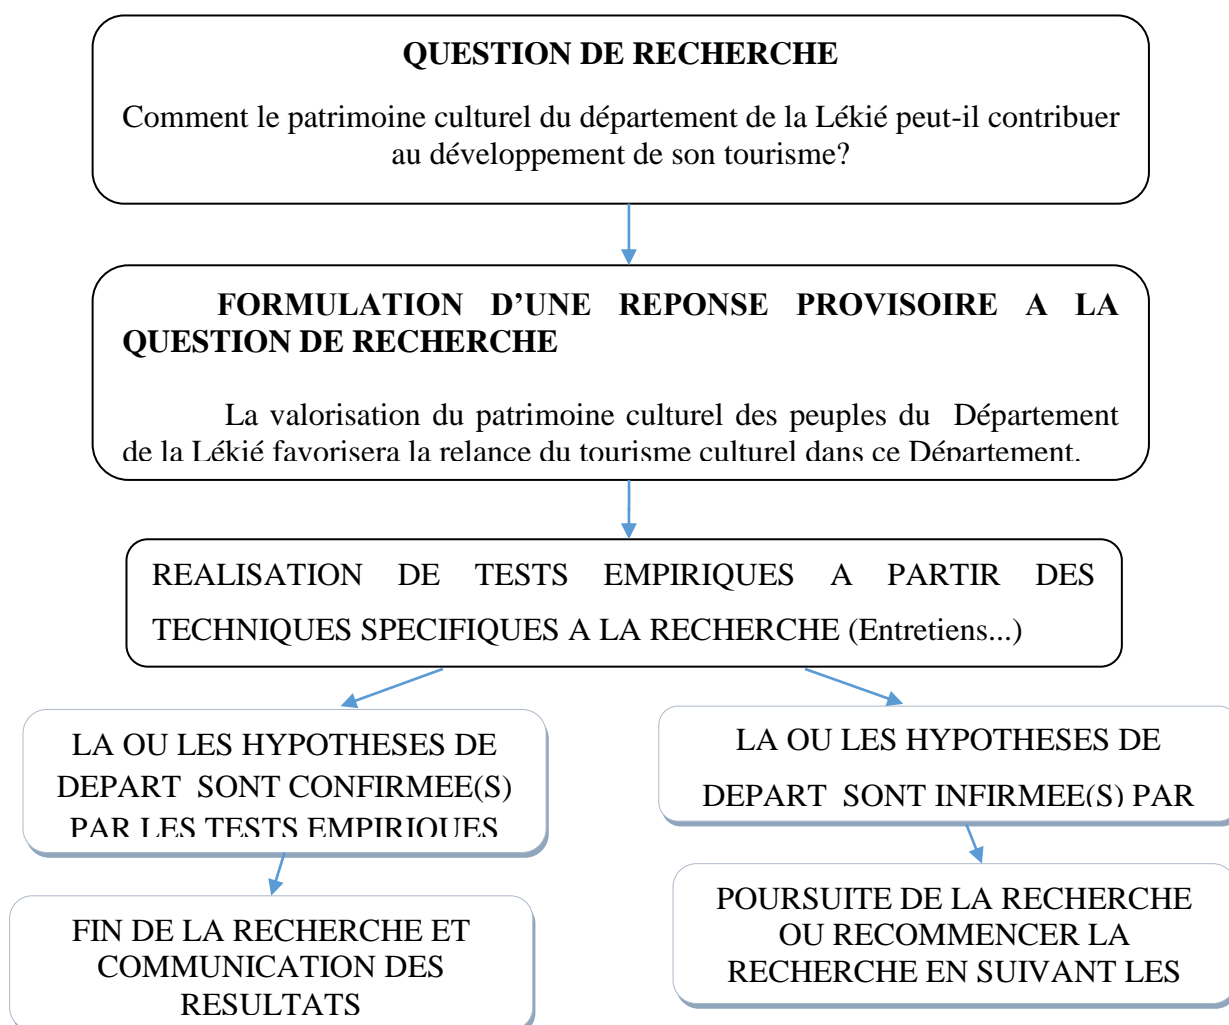 QUESTION DE RECHERCHE
Comment le patrimoine culturel du département de la Lékié peut-il contribuer
au développement de son tourisme?
FORMULATION D’UNE REPONSE PROVISOIRE A LA
QUESTION DE RECHERCHE
La valorisation du patrimoine culturel des peuples du Département
de la Lékié favorisera la relance du tourisme culturel dans ce Département.
REALISATION DE TESTS EMPIRIQUES A PARTIR DES
TECHNIQUES SPECIFIQUES A LA RECHERCHE (Entretiens...)
LA OU LES HYPOTHESES DE
DEPART SONT CONFIRMEE(S)
PAR LES TESTS EMPIRIQUES
LA OU LES HYPOTHESES DE
DEPART SONT INFIRMEE(S) PAR
FIN DE LA RECHERCHE ET
COMMUNICATION DES
RESULTATS
POURSUITE DE LA RECHERCHE
OU RECOMMENCER LA
RECHERCHE EN SUIVANT LES